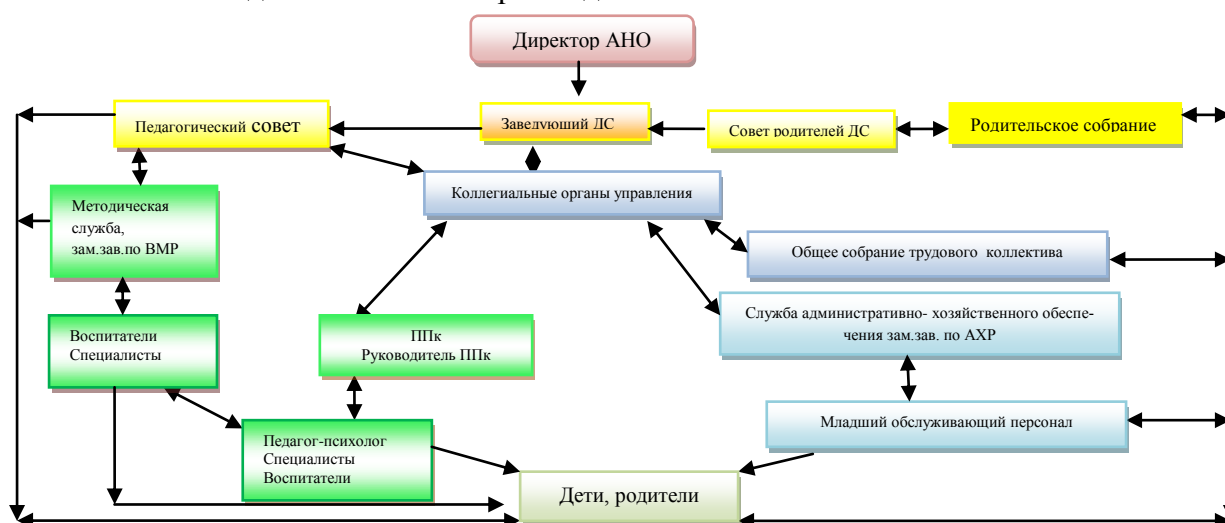 Директор АНО
Педагогический совет
Заведующий ДС
Совет родителей ДС
Родительское собрание
Коллегиальные органы управления
Методическая
служба,
зам.зав.по ВМР
Общее собрание трудового коллектива
Служба административно- хозяйственного обеспе-
чения зам.зав. по АХР
Воспитатели
Специалисты
ППк
Руководитель ППк
Младший обслуживающий персонал
Педагог-психолог
Специалисты
Воспитатели
Дети, родители